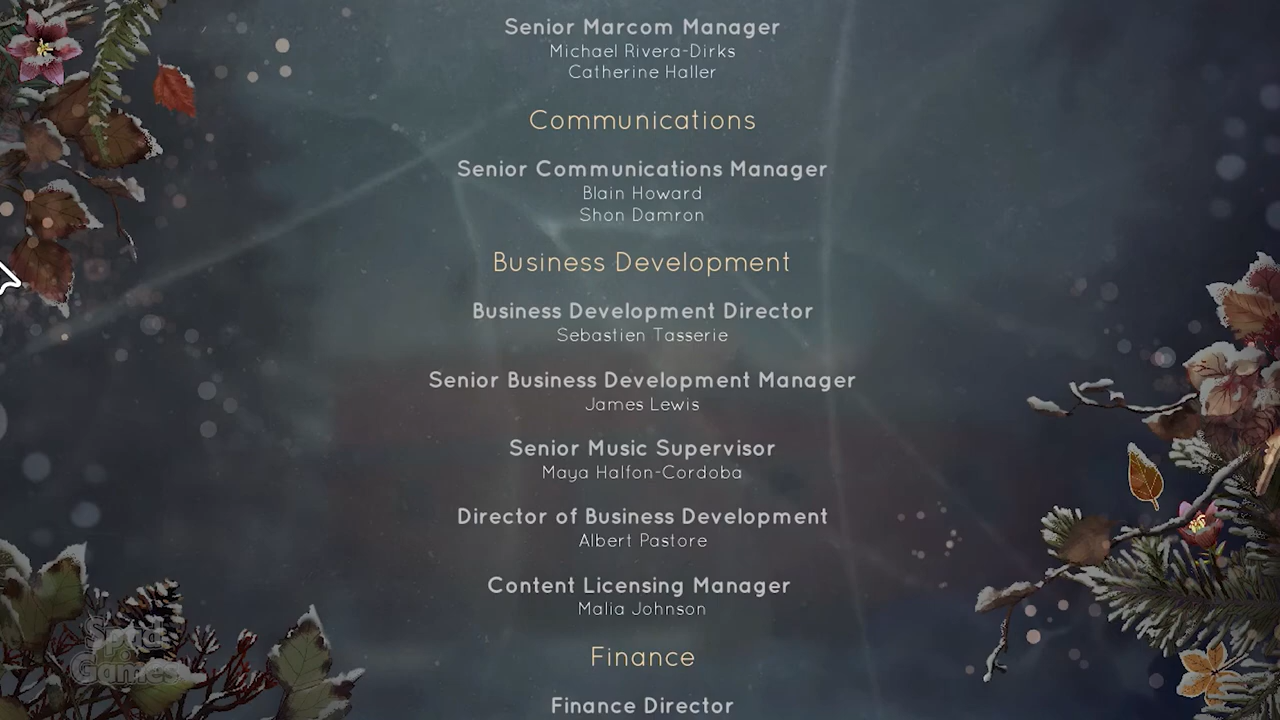 Senior Marcom Manager
Michael Rivera-Dirks
Catherine Haller
Communications
Senior Communications Manager
Blain Howard
Shon Damron
Business Development
Business Development Director
Sebastien Tasserie
Senior Business Development Manager
James Lewis
Senior Music Supervisor
Maya Halfon-Cordoba
Director of Business Development
Albert Pastore
Content Licensing Manager
Malia Johnson
Finance
Finance Director
Spud
Games